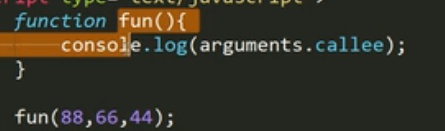 function fun(){
console.log(arguments.callee);
}
fun(88,66,44);